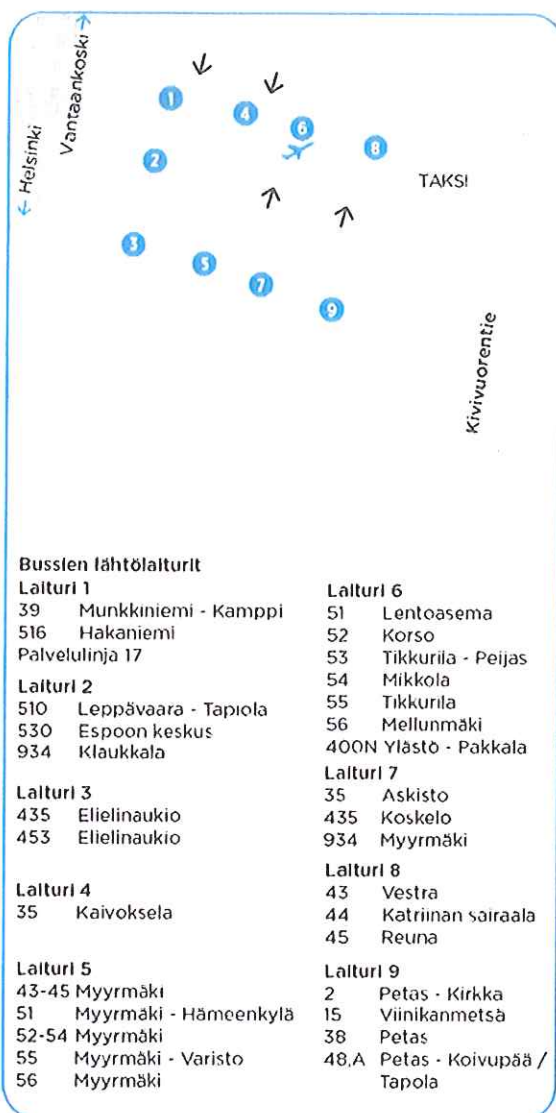 Vantaankoski →
← Helsinki
1
4
6
8
2
TAKSI
3
5
7
9
Kivivuorentie
Bussien lähtölaiturit
Laituri 1
39 Munkkiniemi - Kamppi
516 Hakaniemi
Palvelulinja 17
Laituri 2
510 Leppävaara - Tapiola
530 Espoon keskus
934 Klaukkala
Laituri 3
435 Elielinaukio
453 Elielinaukio
Laituri 4
35 Kaivoksela
Laituri 5
43-45 Myyrmäki
51 Myyrmäki - Hämeenkylä
52-54 Myyrmäki
55 Myyrmäki - Varisto
56 Myyrmäki
Laituri 6
51 Lentoasema
52 Korso
53 Tikkurila - Peijas
54 Mikkola
55 Tikkurila
56 Mellunmäki
400N Ylästö - Pakkala
Laituri 7
35 Askisto
435 Koskelo
934 Myyrmäki
Laituri 8
43 Vestra
44 Katriinan sairaala
45 Reuna
Laituri 9
2 Petas - Kirkka
15 Viinikanmetsä
38 Petas
48,A Petas - Koivupää /
Tapola